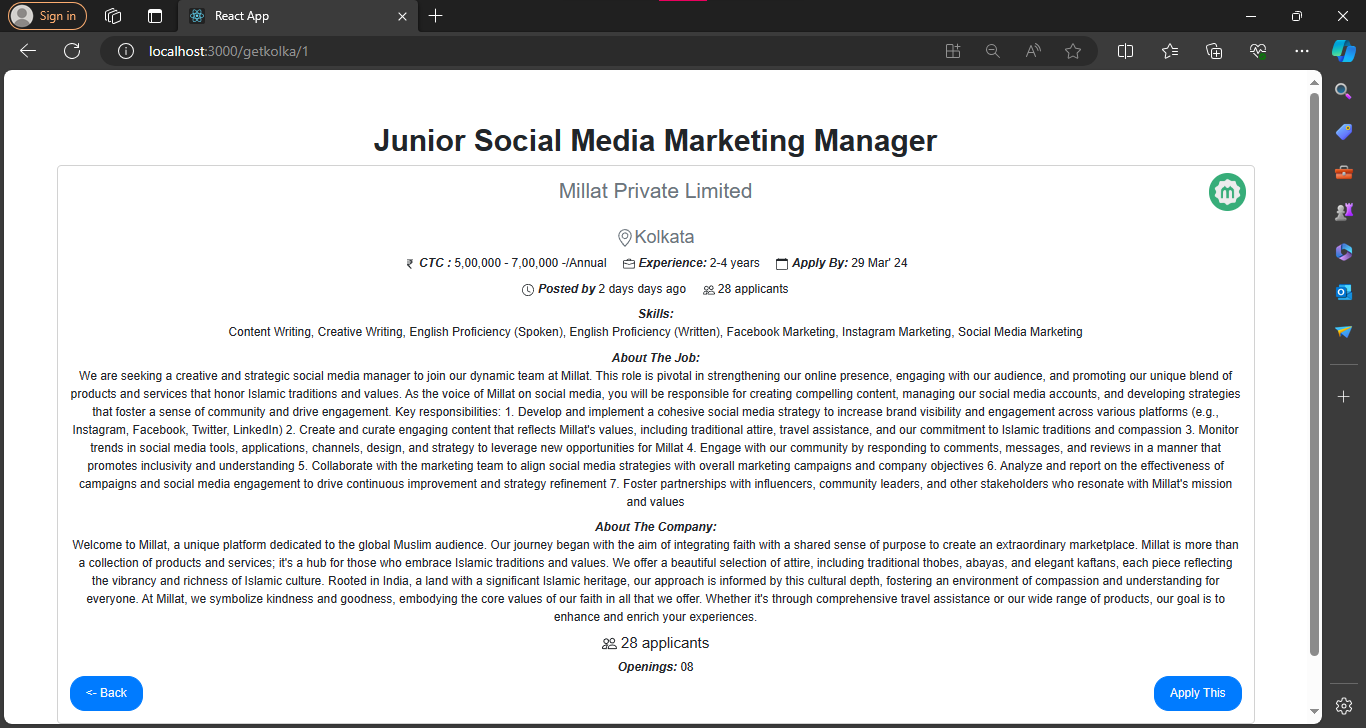 Sign in
React App
localhost:3000/getkolka/1
Junior Social Media Marketing Manager
Millat Private Limited
Kolkata
₹ CTC : 5,00,000 - 7,00,000 -/Annual Experience: 2-4 years Apply By: 29 Mar' 24
Posted by 2 days days ago 28 applicants
Skills:
Content Writing, Creative Writing, English Proficiency (Spoken), English Proficiency (Written), Facebook Marketing, Instagram Marketing, Social Media Marketing
About The Job:
We are seeking a creative and strategic social media manager to join our dynamic team at Millat. This role is pivotal in strengthening our online presence, engaging with our audience, and promoting our unique blend of
products and services that honor Islamic traditions and values. As the voice of Millat on social media, you will be responsible for creating compelling content, managing our social media accounts, and developing strategies
that foster a sense of community and drive engagement. Key responsibilities: 1. Develop and implement a cohesive social media strategy to increase brand visibility and engagement across various platforms (e.g.,
Instagram, Facebook, Twitter, LinkedIn) 2. Create and curate engaging content that reflects Millat's values, including traditional attire, travel assistance, and our commitment to Islamic traditions and compassion 3. Monitor
trends in social media tools, applications, channels, design, and strategy to leverage new opportunities for Millat 4. Engage with our community by responding to comments, messages, and reviews in a manner that
promotes inclusivity and understanding 5. Collaborate with the marketing team to align social media strategies with overall marketing campaigns and company objectives 6. Analyze and report on the effectiveness of
campaigns and social media engagement to drive continuous improvement and strategy refinement 7. Foster partnerships with influencers, community leaders, and other stakeholders who resonate with Millat's mission
and values
About The Company:
Welcome to Millat, a unique platform dedicated to the global Muslim audience. Our journey began with the aim of integrating faith with a shared sense of purpose to create an extraordinary marketplace. Millat is more than
a collection of products and services; it's a hub for those who embrace Islamic traditions and values. We offer a beautiful selection of attire, including traditional thobes, abayas, and elegant kaftans, each piece reflecting
the vibrancy and richness of Islamic culture. Rooted in India, a land with a significant Islamic heritage, our approach is informed by this cultural depth, fostering an environment of compassion and understanding for
everyone. At Millat, we symbolize kindness and goodness, embodying the core values of our faith in all that we offer. Whether it's through comprehensive travel assistance or our wide range of products, our goal is to
enhance and enrich your experiences.
28 applicants
Openings: 08
<- Back
Apply This